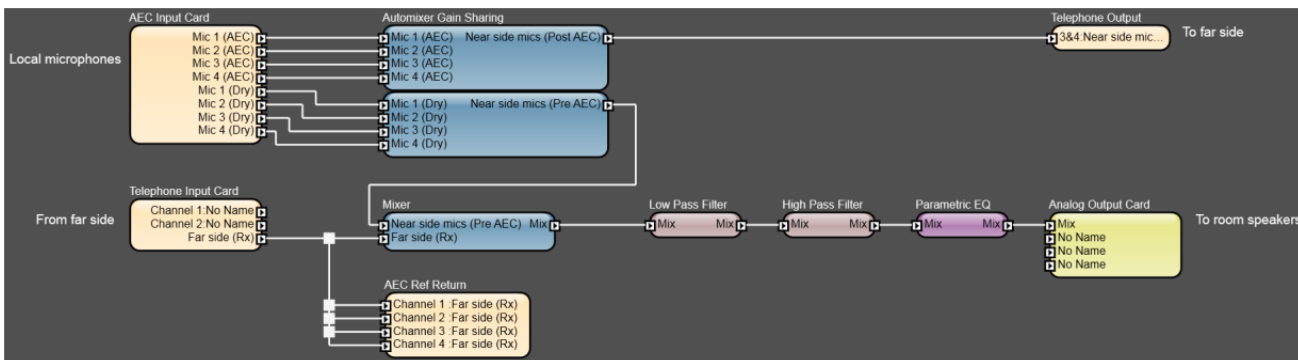 AEC Input Card
Automixer Gain Sharing
Telephone Output
Local microphones
Mic 1 (AEC)
Mic 2 (AEC)
Mic 3 (AEC)
Mic 4 (AEC)
Mic 1 (Dry)
Mic 2 (Dry)
Mic 3 (Dry)
Mic 4 (Dry)
Mic 1 (AEC) Near side mics (Post AEC)
Mic 2 (AEC)
Mic 3 (AEC)
Mic 4 (AEC)
Mic 1 (Dry) Near side mics (Pre AEC)
Mic 2 (Dry)
Mic 3 (Dry)
Mic 4 (Dry)
3&4:Near side mic...
To far side
From far side
Telephone Input Card
Channel 1:No Name
Channel 2:No Name
Far side (Rx)
Mixer
Near side mics (Pre AEC) Mix
Far side (Rx)
Low Pass Filter
Mix Mix
High Pass Filter
Mix Mix
Parametric EQ
Mix Mix
Analog Output Card
Mix
No Name
No Name
No Name
To room speakers
AEC Ref Return
Channel 1 :Far side (Rx)
Channel 2 :Far side (Rx)
Channel 3 :Far side (Rx)
Channel 4 :Far side (Rx)